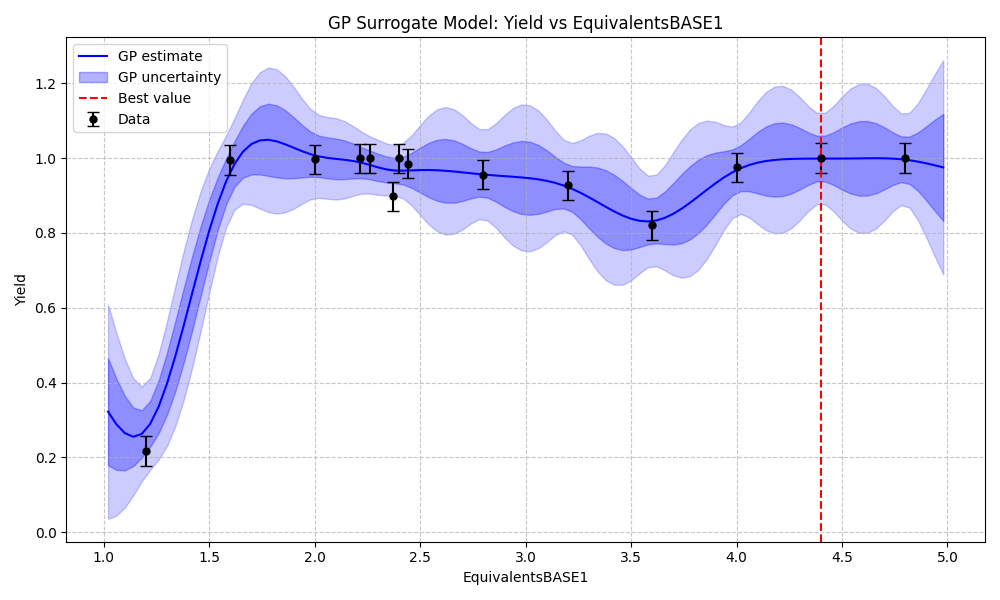 GP Surrogate Model: Yield vs EquivalentsBASE1
GP estimate
GP uncertainty
Best value
Data
Yield
1.2
1.0
0.8
0.6
0.4
0.2
0.0
1.0 1.5 2.0 2.5 3.0 3.5 4.0 4.5 5.0
EquivalentsBASE1